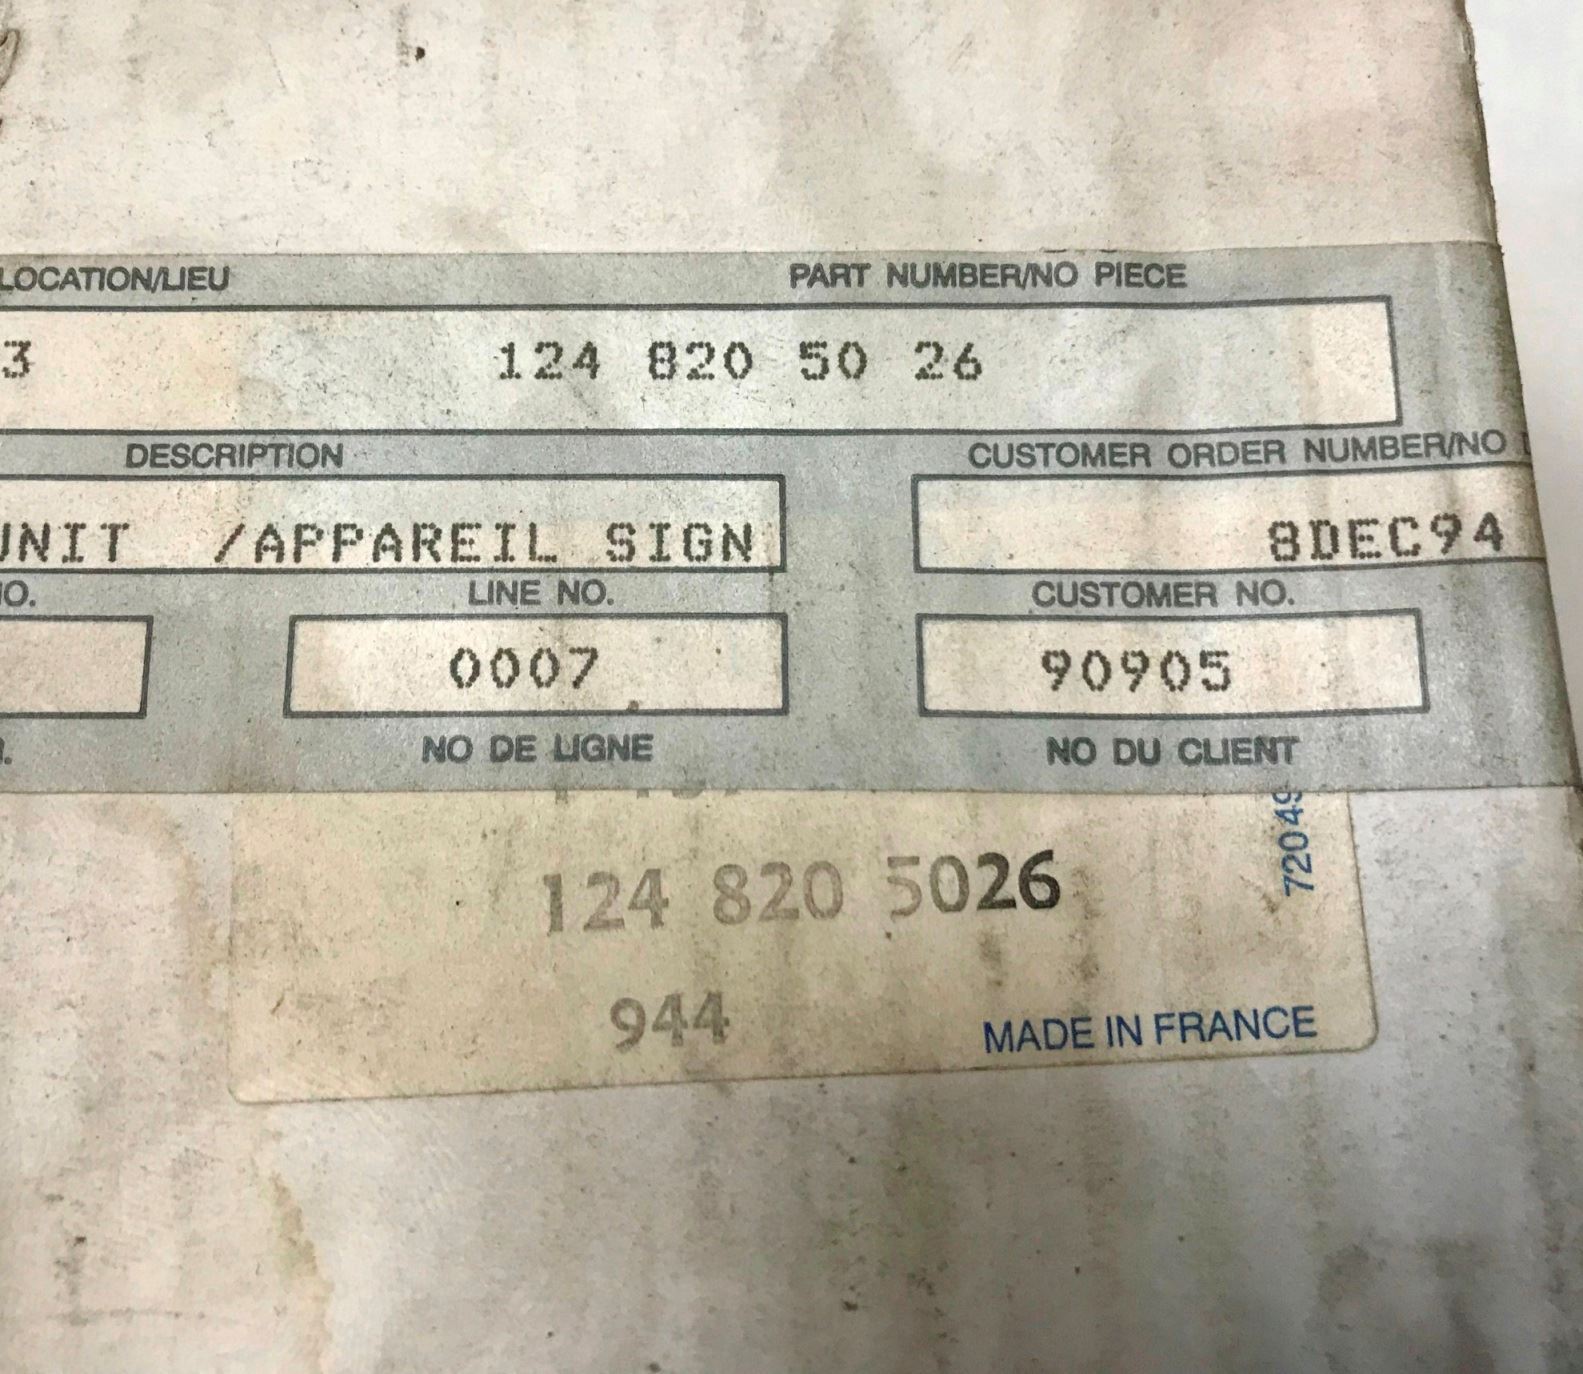 LOCATION/LIEU PART NUMBER/NO PIECE
3 124 820 50 26
DESCRIPTION CUSTOMER ORDER NUMBER/NO
UNIT /APPAREIL SIGN 8DEC94
NO. LINE NO. CUSTOMER NO.
0007 90905
NO DE LIGNE NO DU CLIENT
72049
124 820 5026
944
MADE IN FRANCE